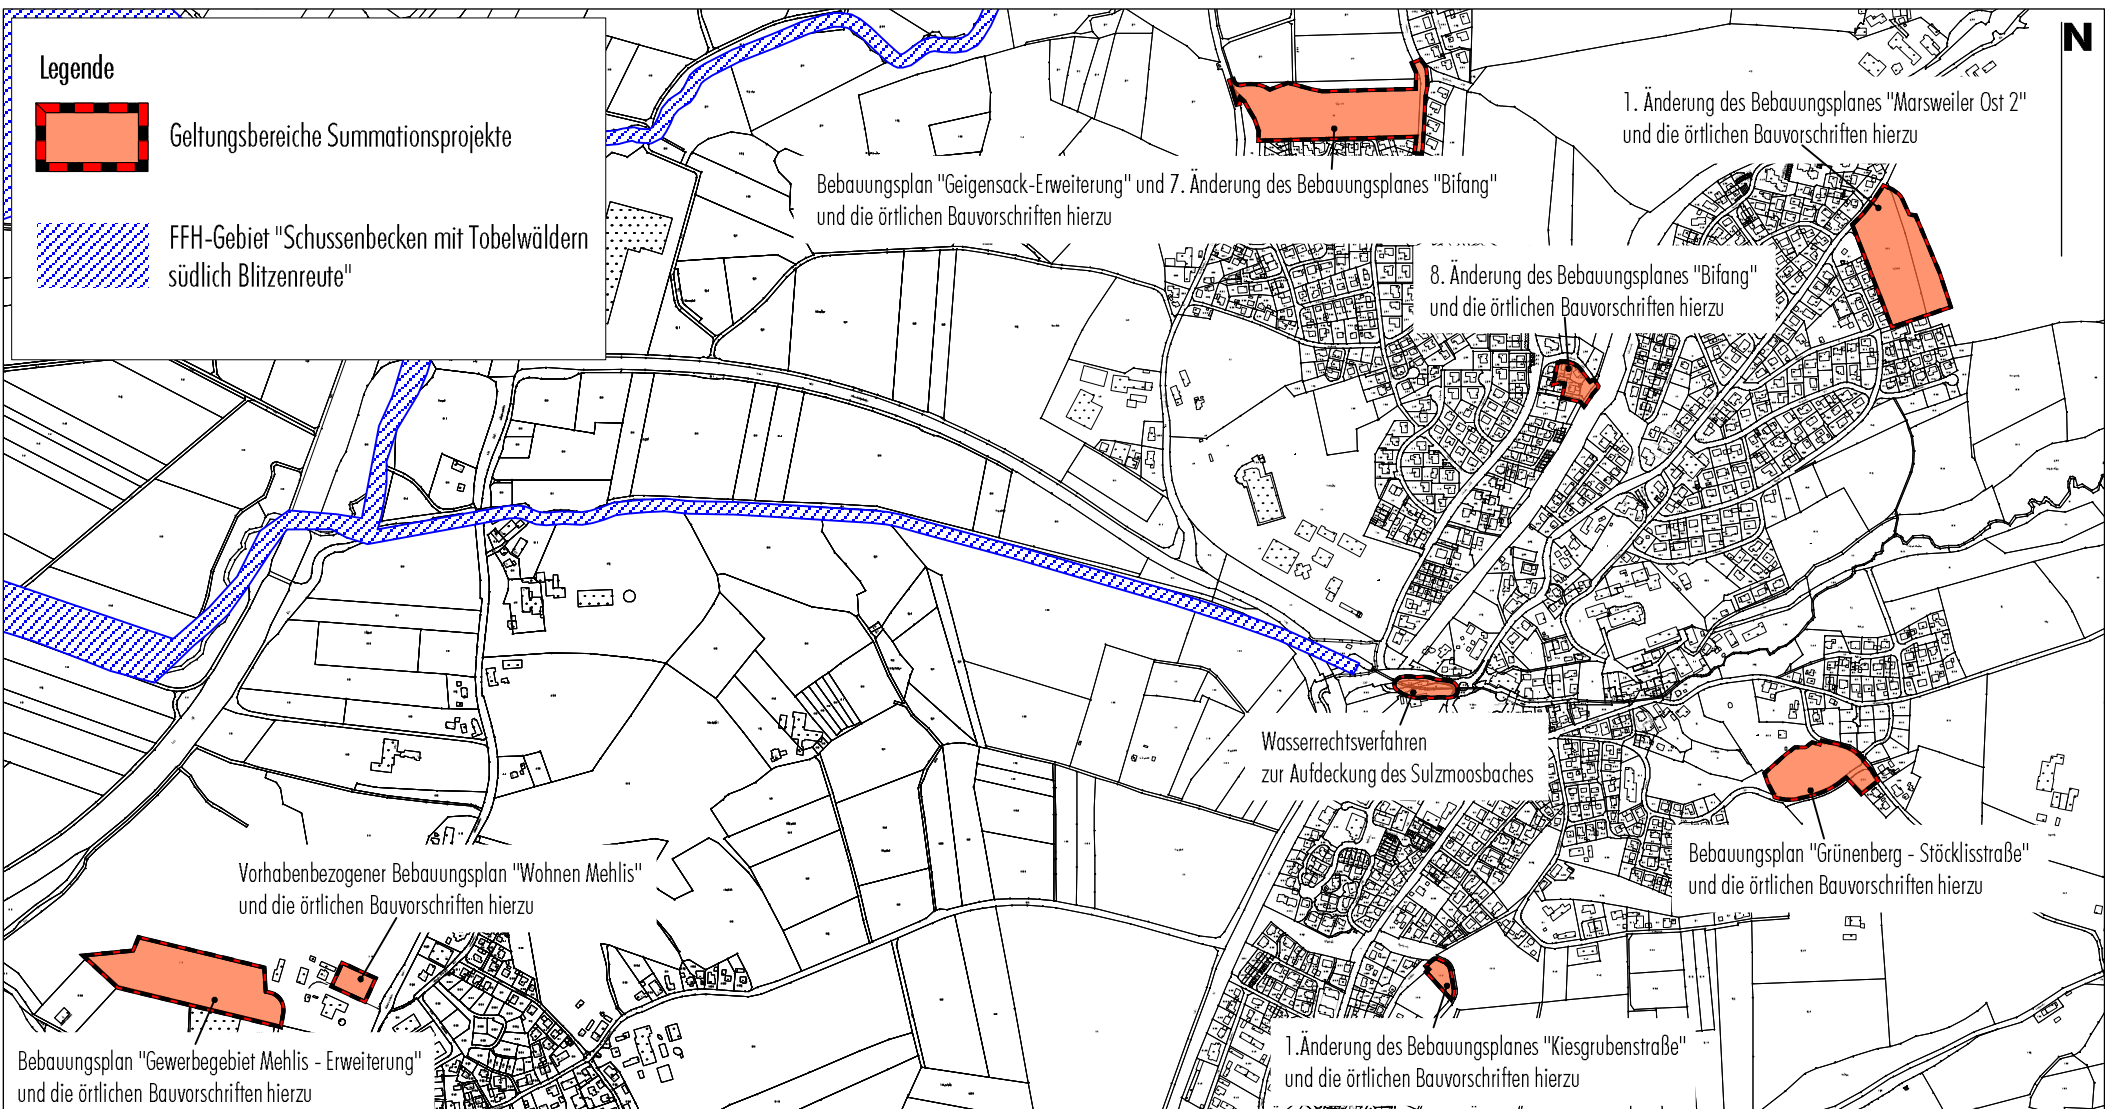 Legende
Geltungsbereiche Summationsprojekte
FFH-Gebiet "Schussenbecken mit Tobelwäldern
südlich Blitzenreute"
N
1. Änderung des Bebauungsplanes "Marsweiler Ost 2"
und die örtlichen Bauvorschriften hierzu
Bebauungsplan "Geigensack-Erweiterung" und 7. Änderung des Bebauungsplanes "Bifang"
und die örtlichen Bauvorschriften hierzu
8. Änderung des Bebauungsplanes "Bifang"
und die örtlichen Bauvorschriften hierzu
Wasserrechtsverfahren
zur Aufdeckung des Sulzmoosbaches
Bebauungsplan "Grünenberg - Stöcklisstraße"
und die örtlichen Bauvorschriften hierzu
Vorhabenbezogener Bebauungsplan "Wohnen Mehlis"
und die örtlichen Bauvorschriften hierzu
Bebauungsplan "Gewerbegebiet Mehlis - Erweiterung"
und die örtlichen Bauvorschriften hierzu
1.Änderung des Bebauungsplanes "Kiesgrubenstraße"
und die örtlichen Bauvorschriften hierzu